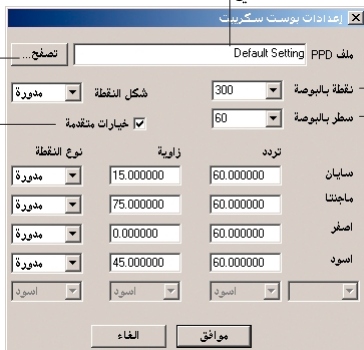 إعدادات بوست سكريبت
ملف PPD Default Setting تصفح...
نقطة بالبوصة 300 شكل النقطة مدورة
سطر بالبوصة 60 خيارات متقدمة
تردد زاوية نوع النقطة
سايان 60.000000 15.000000 مدورة
ماجنتا 60.000000 75.000000 مدورة
اصفر 60.000000 0.000000 مدورة
اسود 60.000000 45.000000 مدورة
اسود اسود اسود
موافق الغاء